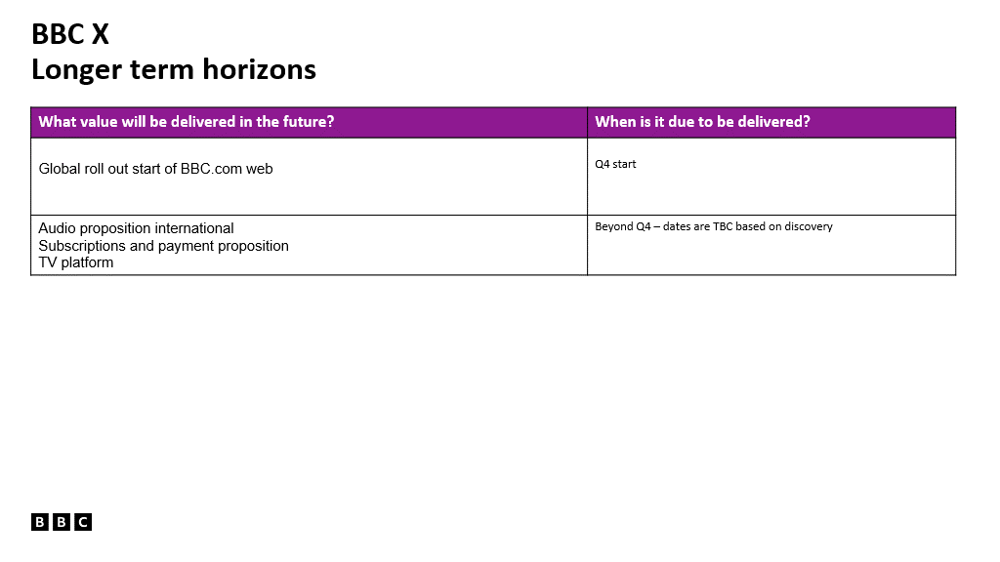 BBC X
Longer term horizons
What value will be delivered in the future?
When is it due to be delivered?
Global roll out start of BBC.com web
Q4 start
Audio proposition international
Subscriptions and payment proposition
TV platform
Beyond Q4 – dates are TBC based on discovery
BBC